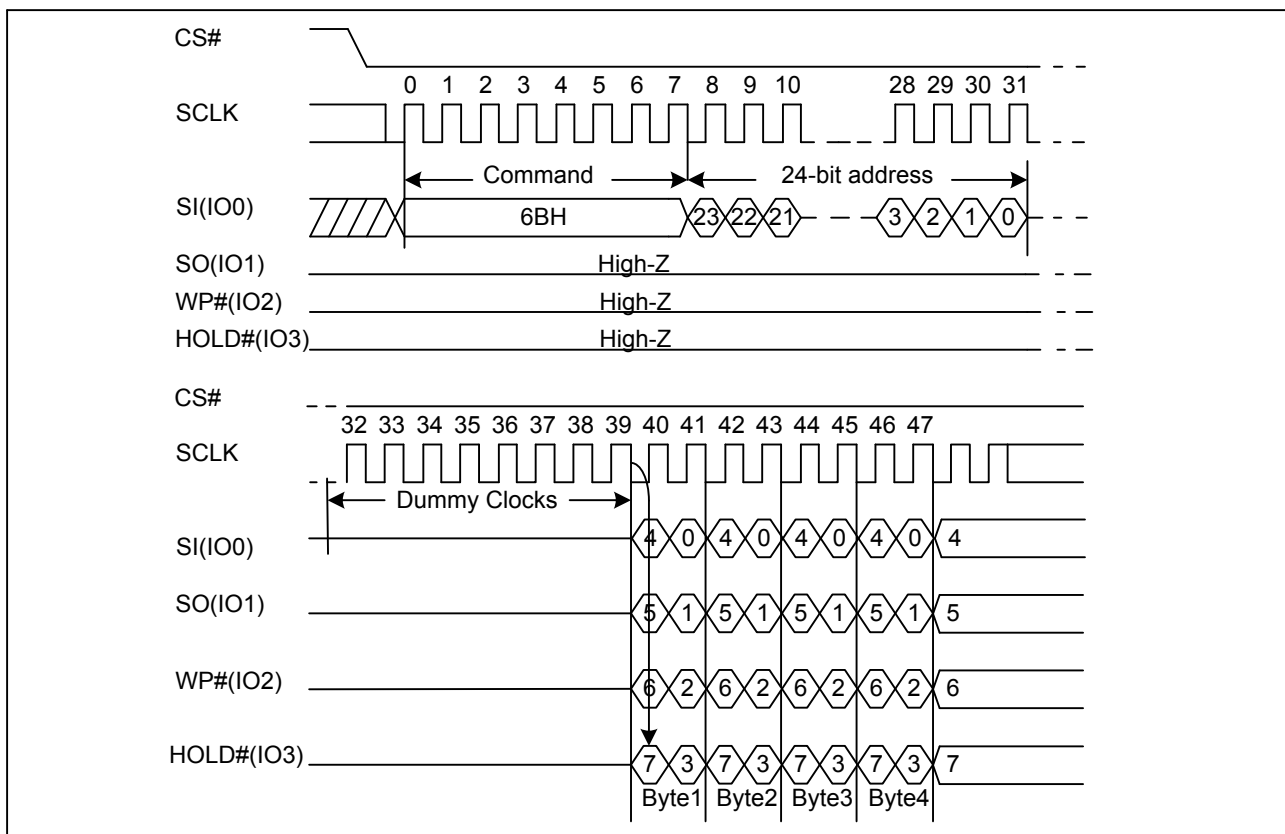 CS#
0 1 2 3 4 5 6 7 8 9 10 28 29 30 31
SCLK
Command 24-bit address
SI(IO0) 6BH 23 22 21 3 2 1 0
SO(IO1) High-Z
WP#(IO2) High-Z
HOLD#(IO3) High-Z
CS#
32 33 34 35 36 37 38 39 40 41 42 43 44 45 46 47
SCLK
Dummy Clocks
SI(IO0) 4 0 4 0 4 0 4 0 4
SO(IO1) 5 1 5 1 5 1 5 1 5
WP#(IO2) 6 2 6 2 6 2 6 2 6
HOLD#(IO3) 7 3 7 3 7 3 7 3 7
Byte1 Byte2 Byte3 Byte4